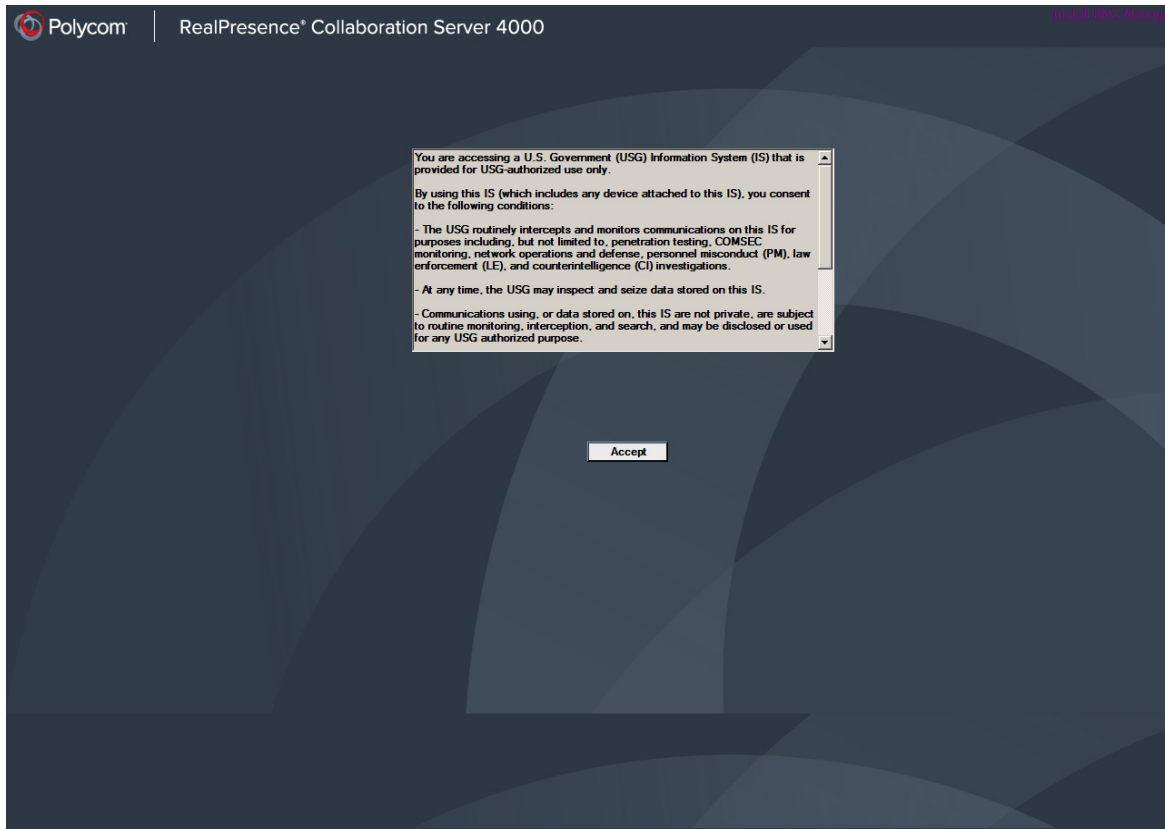 Polycom
RealPresence® Collaboration Server 4000
Install RMX Manag
You are accessing a U.S. Government (USG) Information System (IS) that is
provided for USG-authorized use only.
By using this IS (which includes any device attached to this IS), you consent
to the following conditions:
- The USG routinely intercepts and monitors communications on this IS for
purposes including, but not limited to, penetration testing, COMSEC
monitoring, network operations and defense, personnel misconduct (PM), law
enforcement (LE), and counterintelligence (CI) investigations.
- At any time, the USG may inspect and seize data stored on this IS.
- Communications using, or data stored on, this IS are not private, are subject
to routine monitoring, interception, and search, and may be disclosed or used
for any USG authorized purpose.
Accept